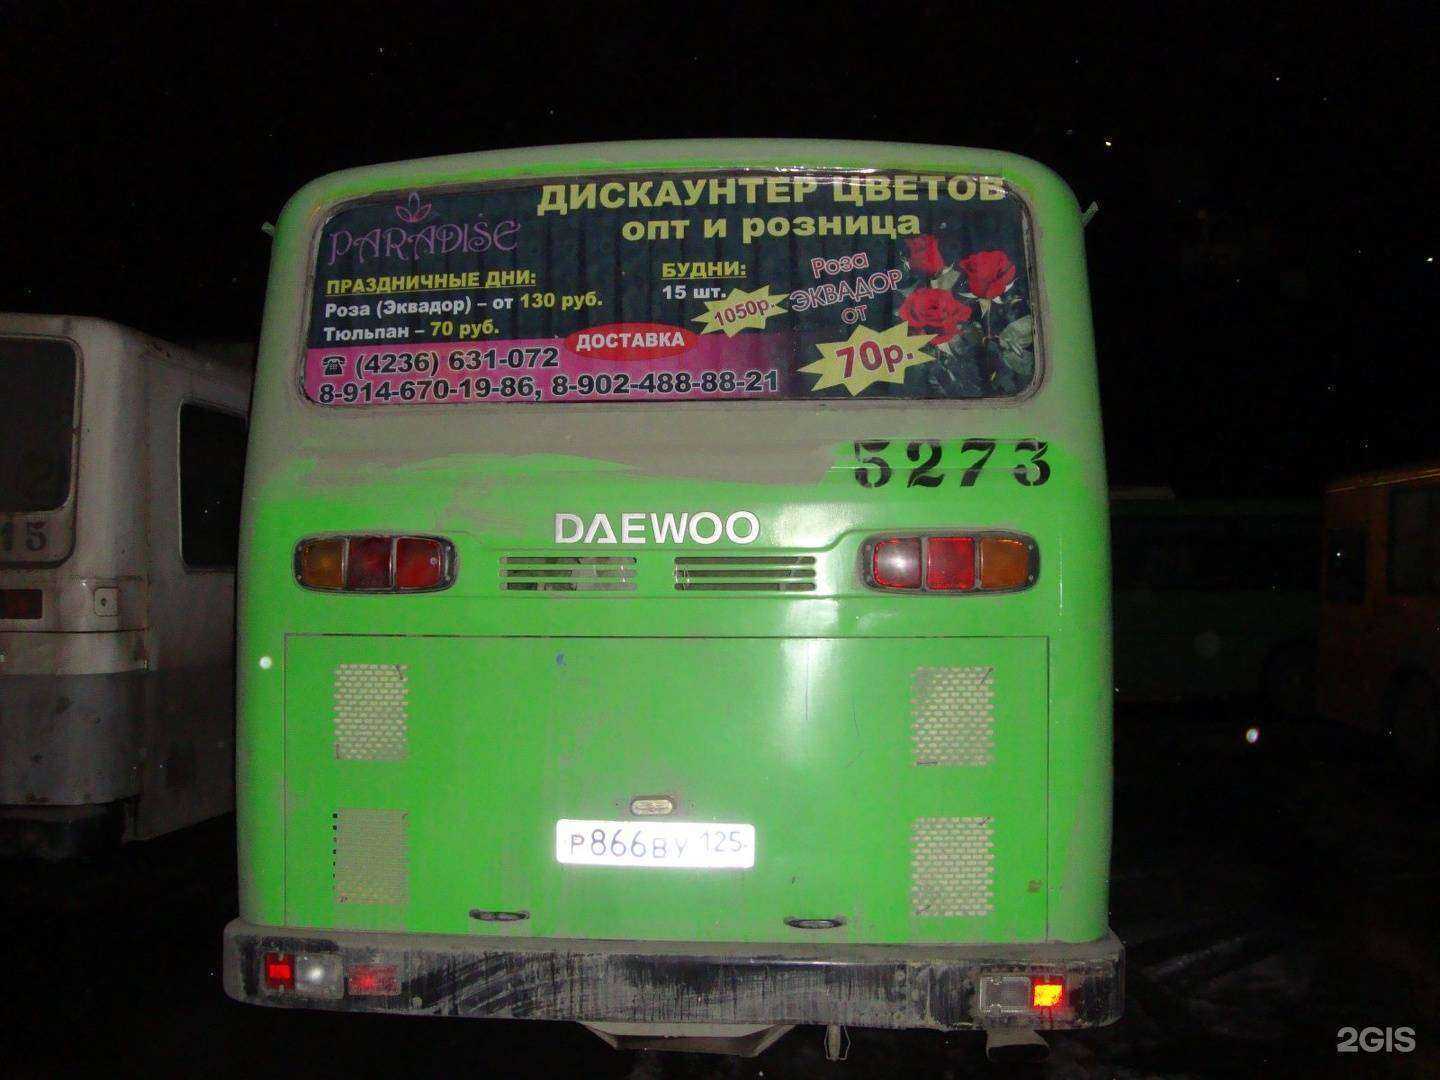 PARADISE
ДИСКАУНТЕР ЦВЕТОВ
опт и розница
ПРАЗДНИЧНЫЕ ДНИ:
Роза (Эквадор) – от 130 руб.
Тюльпан – 70 руб.
БУДНИ:
15 шт.
1050р.
Роза
ЭКВАДОР
от
70р.
ДОСТАВКА
☎ (4236) 631-072
8-914-670-19-86, 8-902-488-88-21
5273
DAEWOO
15
Р866ВУ 125
2GIS